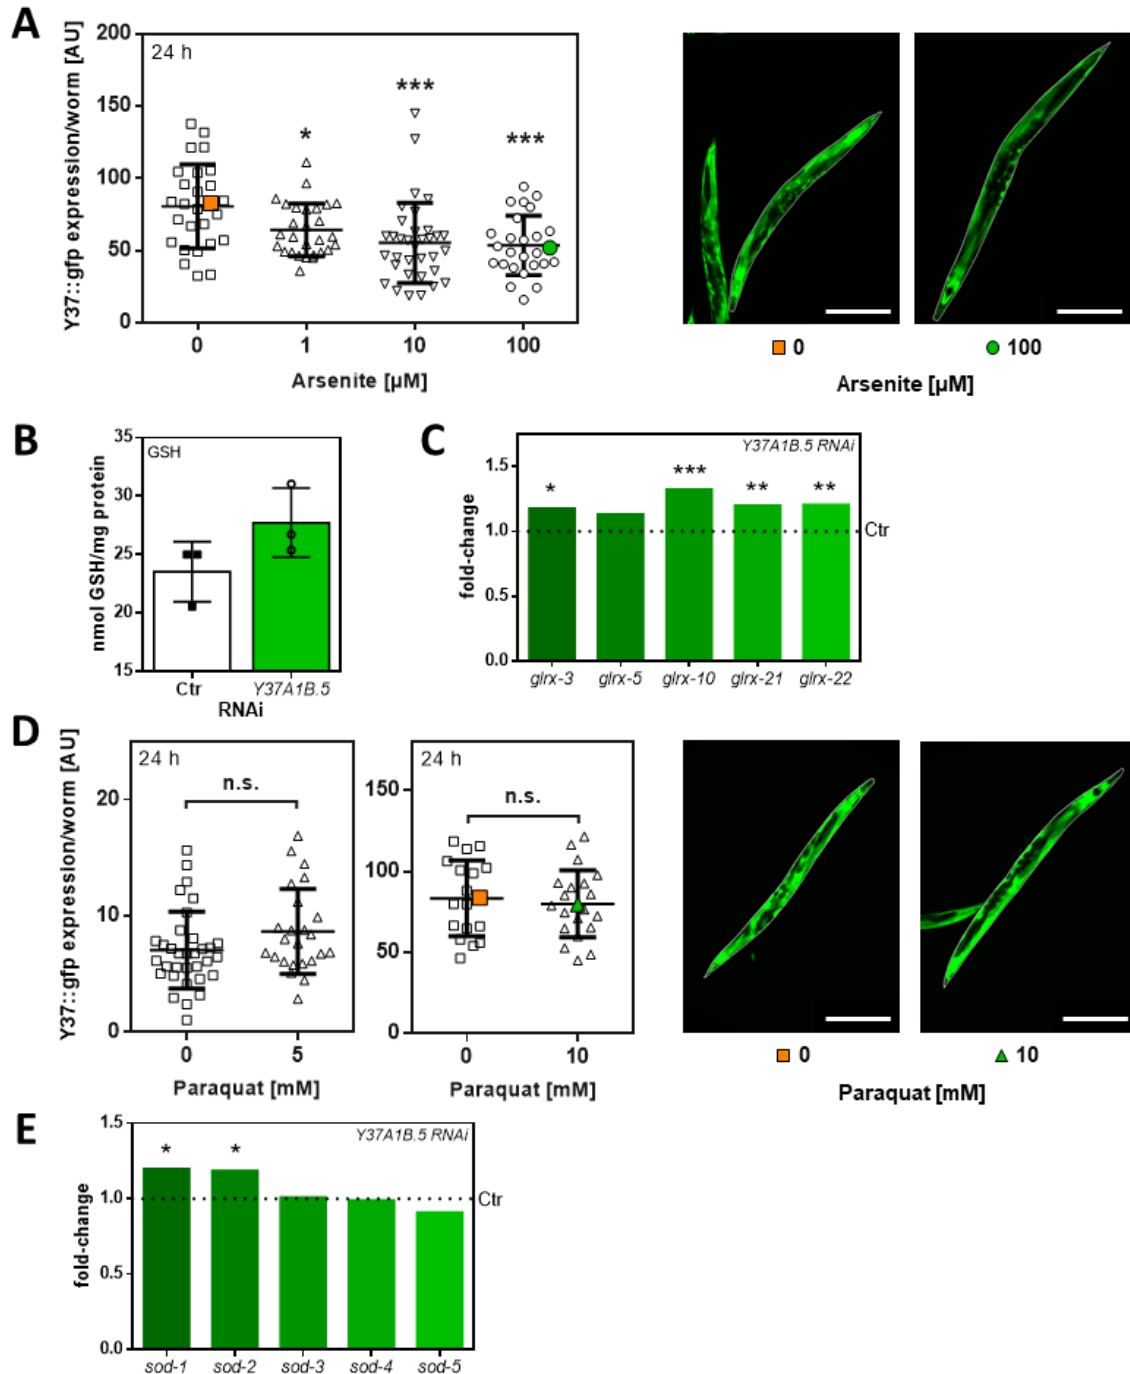 A
Y37::gfp expression/worm [AU]
200
150
100
50
0
24 h
*
***
***
0 1 10 100
Arsenite [µM]
0
100
Arsenite [µM]
B
nmol GSH/mg protein
35
30
25
20
15
GSH
Ctr Y37A1B.5
RNAi
C
fold-change
1.5
1.0
0.5
0.0
Y37A1B.5 RNAi
* *** ** **
Ctr
glrx-3 glrx-5 glrx-10 glrx-21 glrx-22
D
Y37::gfp expression/worm [AU]
20
10
0
24 h
n.s.
0 5
Paraquat [mM]
150
100
50
0
24 h
n.s.
0 10
Paraquat [mM]
0
10
Paraquat [mM]
E
fold-change
1.5
1.0
0.5
0.0
Y37A1B.5 RNAi
* *
Ctr
sod-1 sod-2 sod-3 sod-4 sod-5